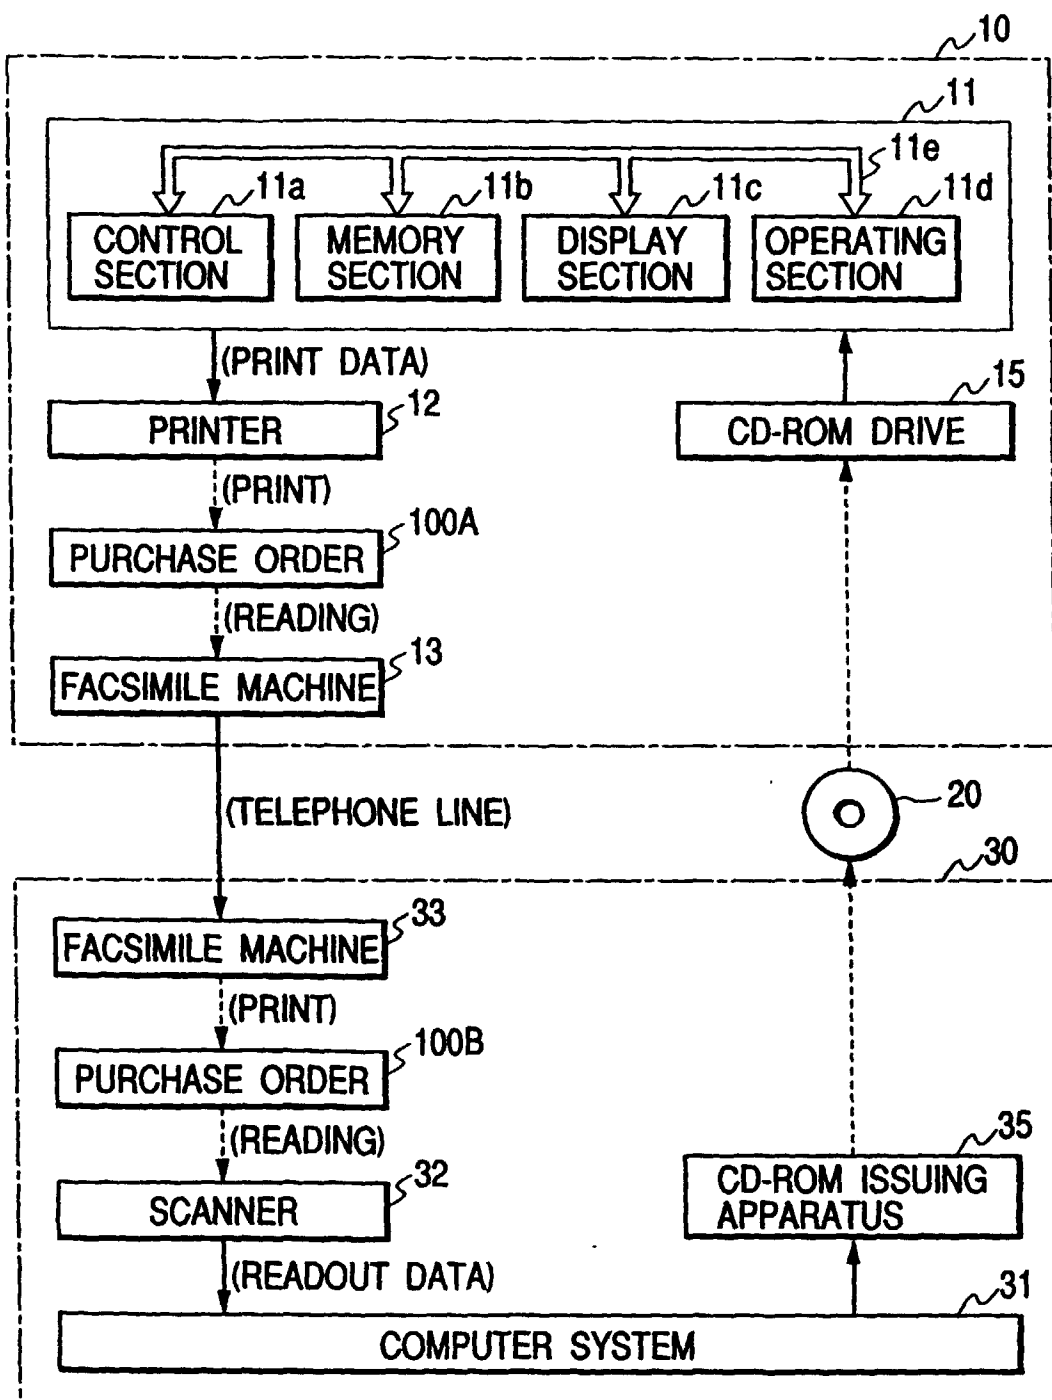 10
11
11e
11a
11b
11c
11d
CONTROL
SECTION
MEMORY
SECTION
DISPLAY
SECTION
OPERATING
SECTION
(PRINT DATA)
12
PRINTER
15
CD-ROM DRIVE
(PRINT)
100A
PURCHASE ORDER
(READING)
13
FACSIMILE MACHINE
(TELEPHONE LINE)
20
30
33
FACSIMILE MACHINE
(PRINT)
100B
PURCHASE ORDER
(READING)
32
SCANNER
35
CD-ROM ISSUING
APPARATUS
(READOUT DATA)
31
COMPUTER SYSTEM